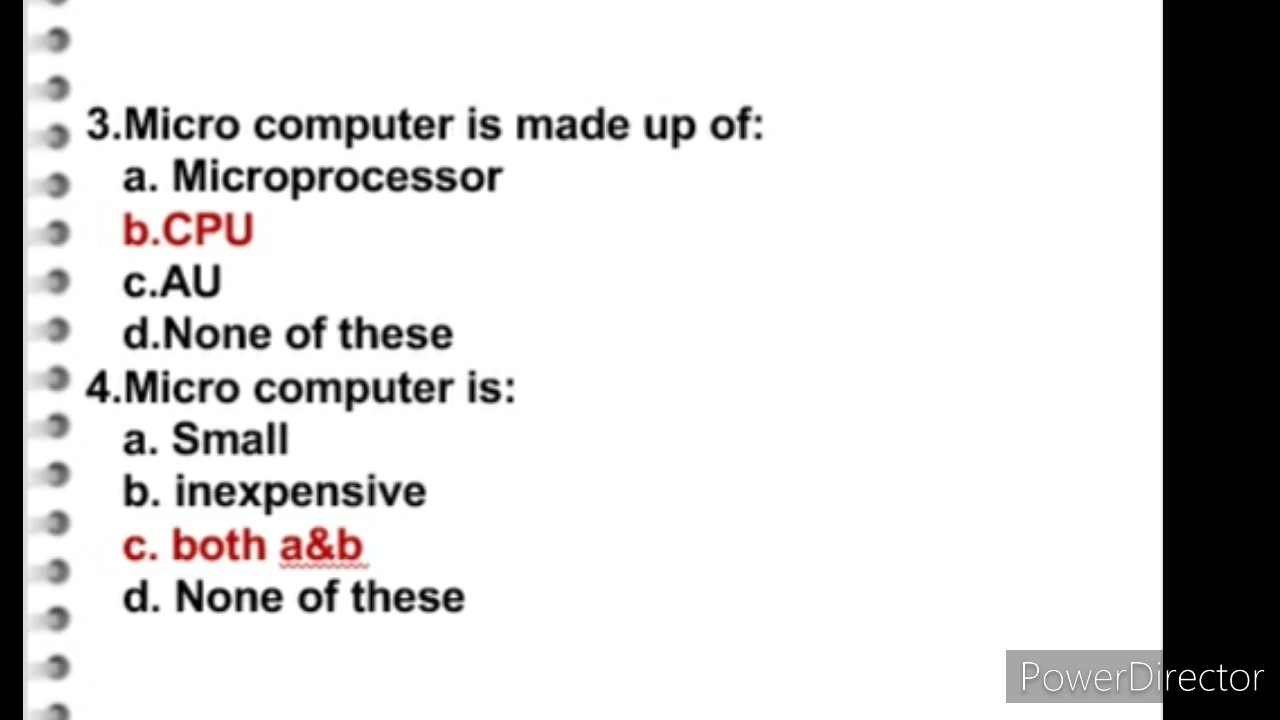 3.Micro computer is made up of:
a. Microprocessor
b.CPU
c.AU
d.None of these
4.Micro computer is:
a. Small
b. inexpensive
c. both a&b
d. None of these
PowerDirector